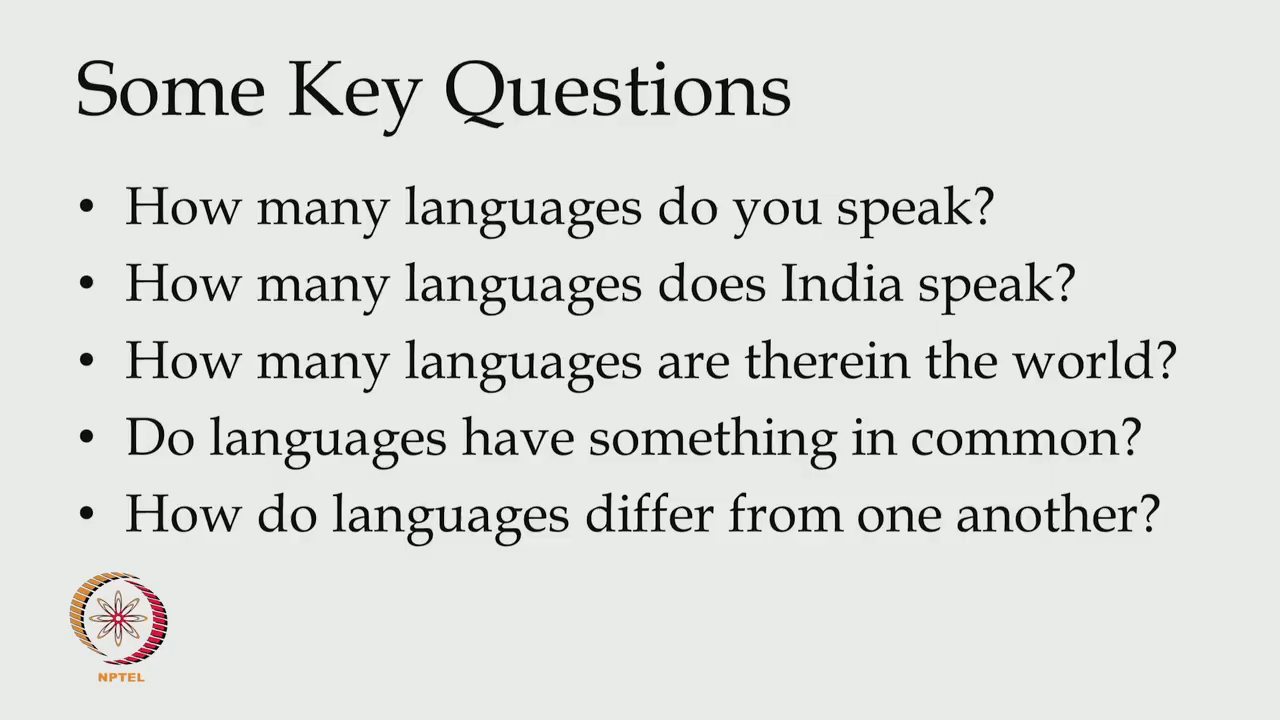 Some Key Questions
• How many languages do you speak?
• How many languages does India speak?
• How many languages are therein the world?
• Do languages have something in common?
• How do languages differ from one another?
NPTEL